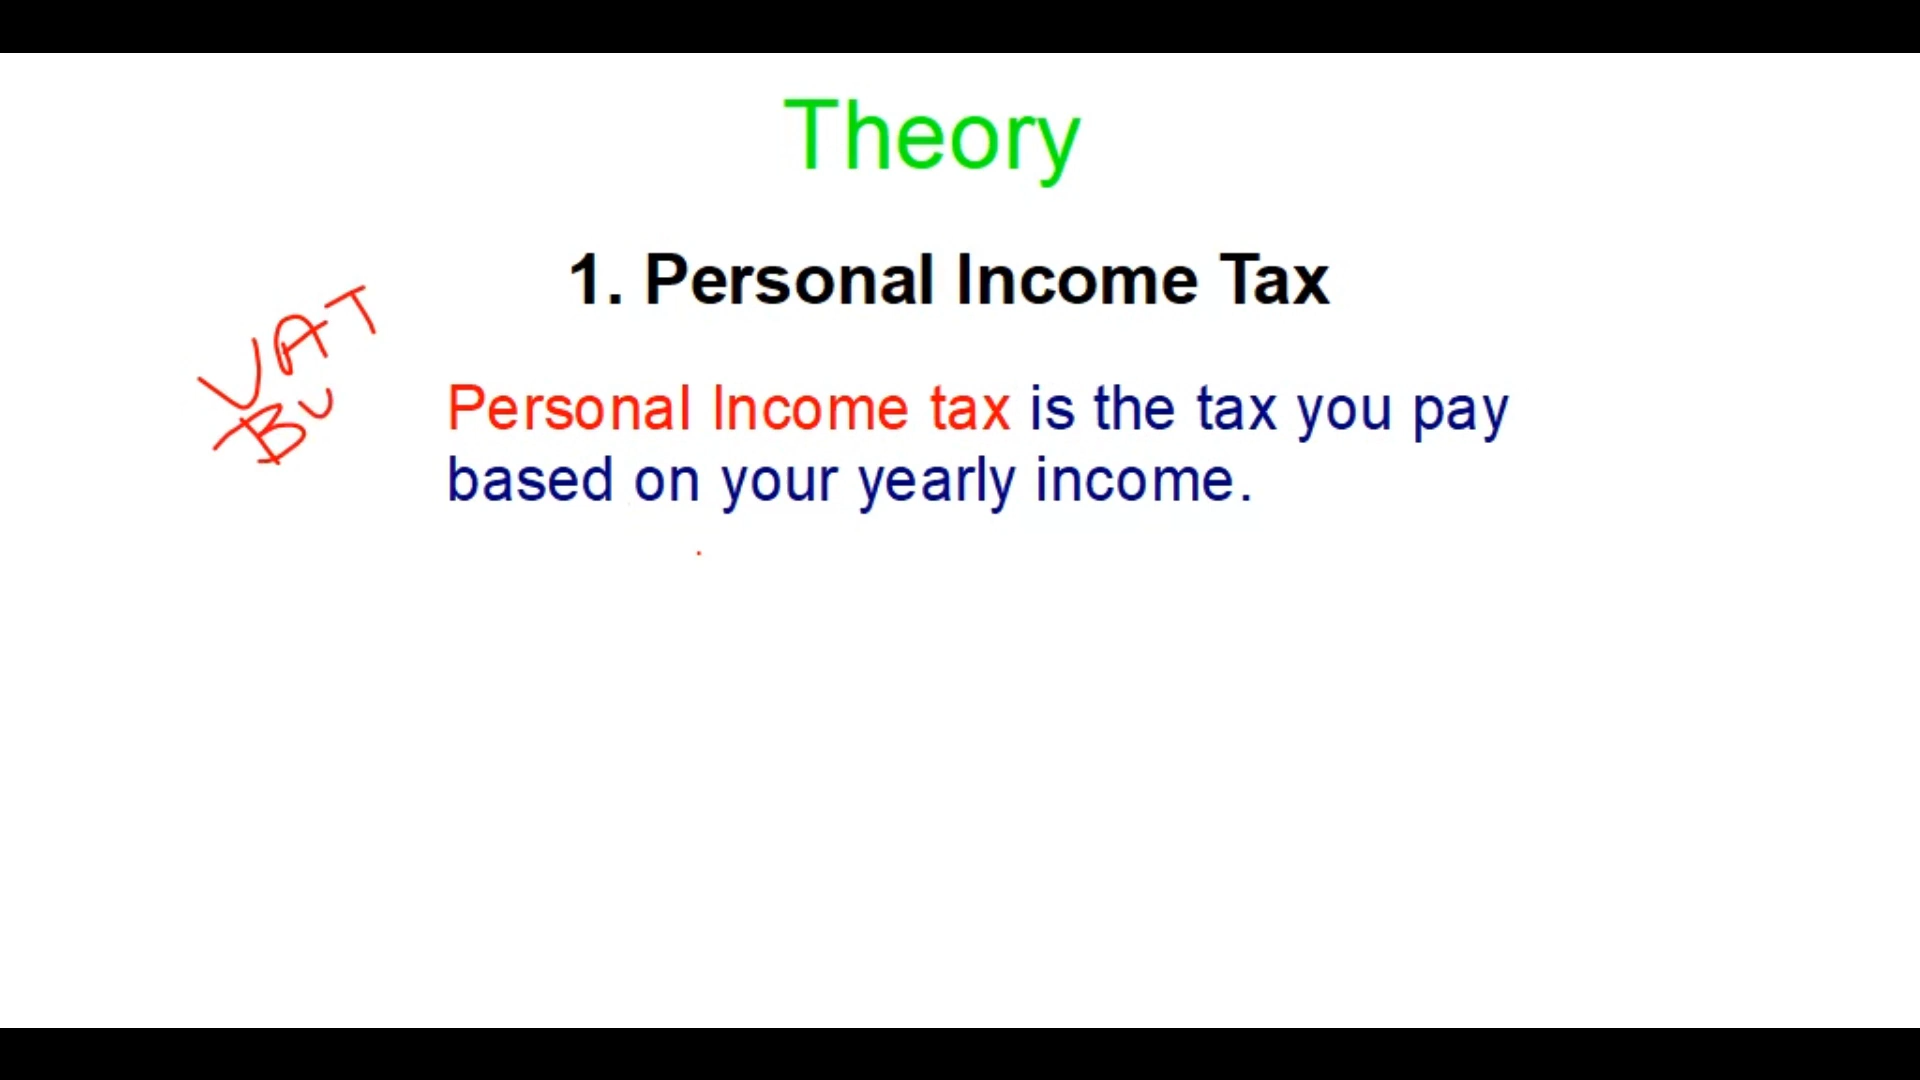 Theory
1. Personal Income Tax
VAT
BU
Personal Income tax is the tax you pay
based on your yearly income.